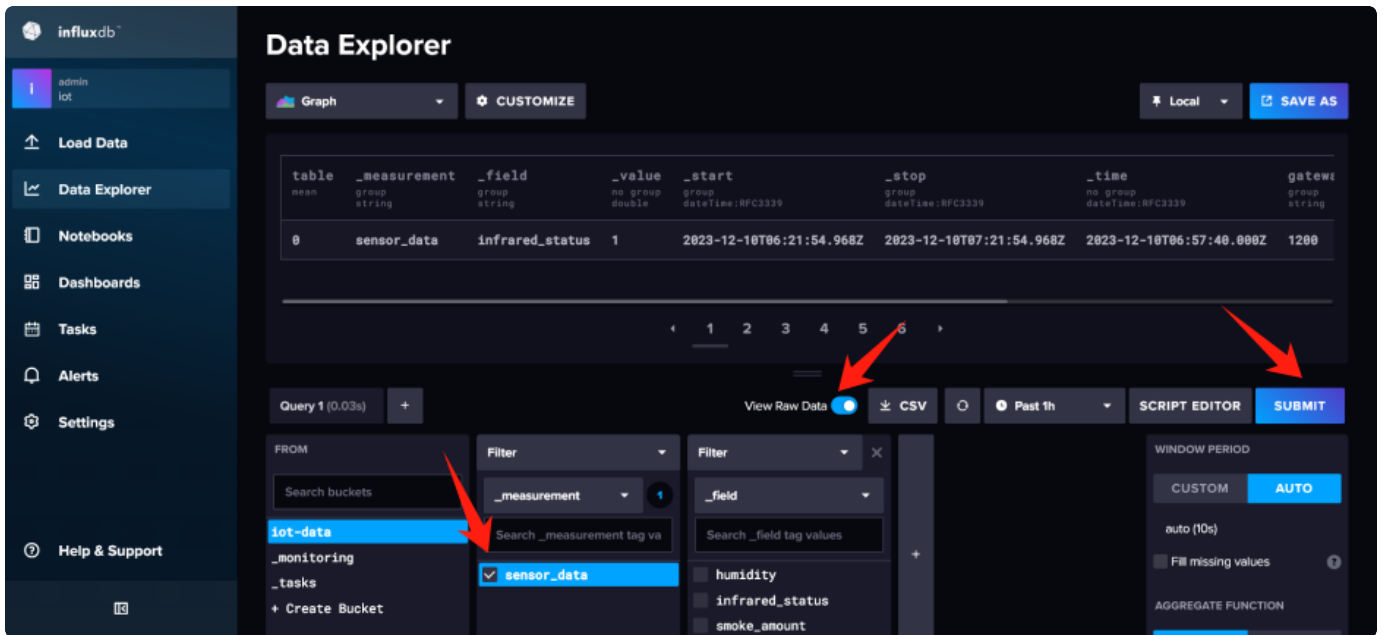 influxdb™
admin
iot
Load Data
Data Explorer
Notebooks
Dashboards
Tasks
Alerts
Settings
Help & Support
Data Explorer
Graph
CUSTOMIZE
Local
SAVE AS
table _measurement _field _value _start _stop _time gatewa
mean group group no group group group no group group
string string double dateTime:RFC3339 dateTime:RFC3339 dateTime:RFC3339 string
0 sensor_data infrared_status 1 2023-12-10T06:21:54.968Z 2023-12-10T07:21:54.968Z 2023-12-10T06:57:40.000Z 1200
1 2 3 4 5 6
Query 1 (0.03s) + View Raw Data CSV Past 1h SCRIPT EDITOR SUBMIT
FROM
Search buckets
iot-data
_monitoring
_tasks
+ Create Bucket
Filter
_measurement 1
Search _measurement tag va
sensor_data
Filter
_field
Search _field tag values
humidity
infrared_status
smoke_amount
+
WINDOW PERIOD
CUSTOM AUTO
auto (10s)
Fill missing values ?
AGGREGATE FUNCTION